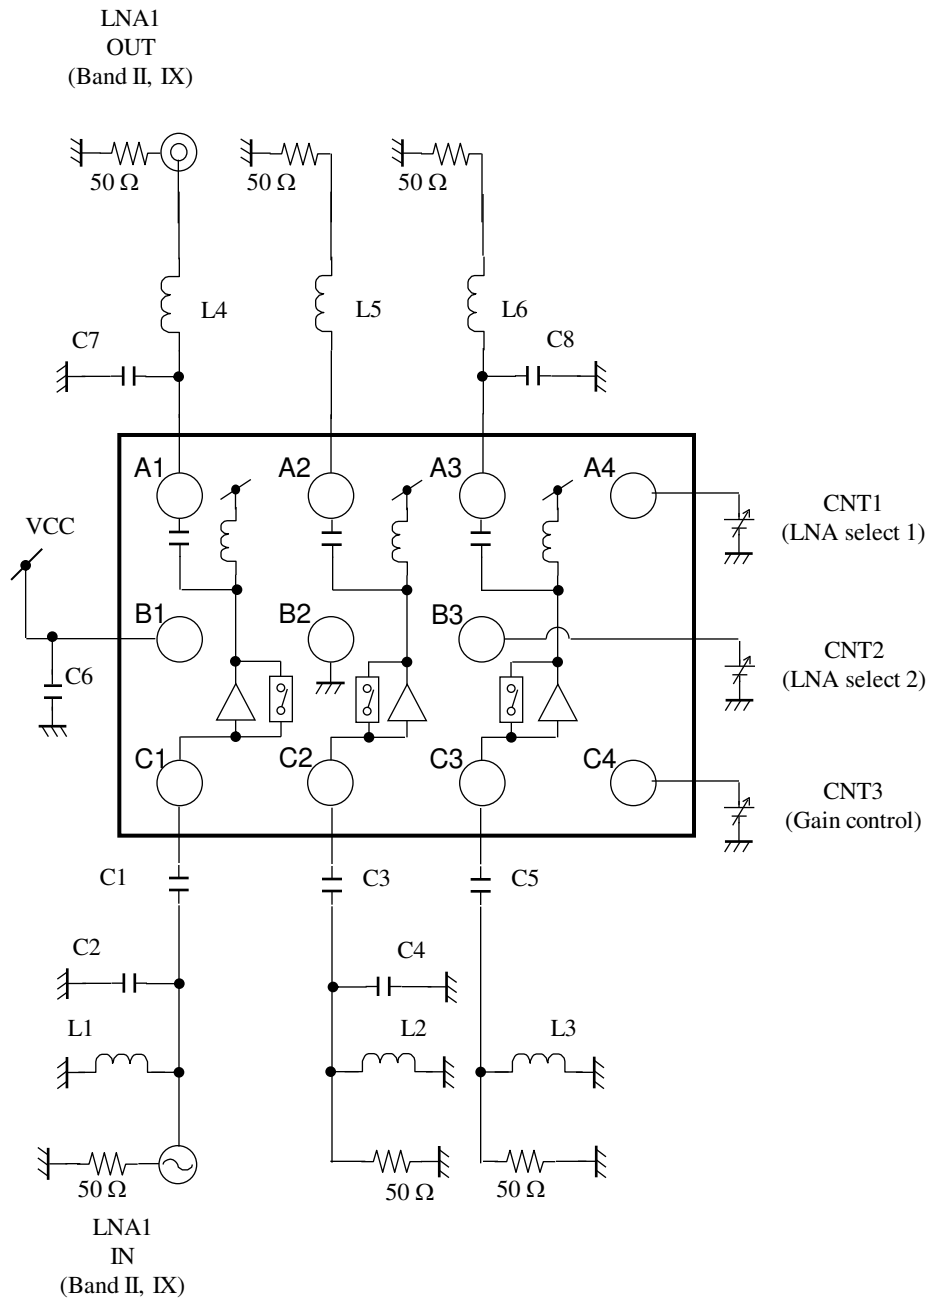 LNA1
OUT
(Band II, IX)
50 Ω
50 Ω
50 Ω
L4
L5
L6
C7
C8
A1
A2
A3
A4
CNT1
(LNA select 1)
VCC
B1
B2
B3
CNT2
(LNA select 2)
C6
C1
C2
C3
C4
CNT3
(Gain control)
C1
C3
C5
C2
C4
L1
L2
L3
50 Ω
50 Ω
50 Ω
LNA1
IN
(Band II, IX)